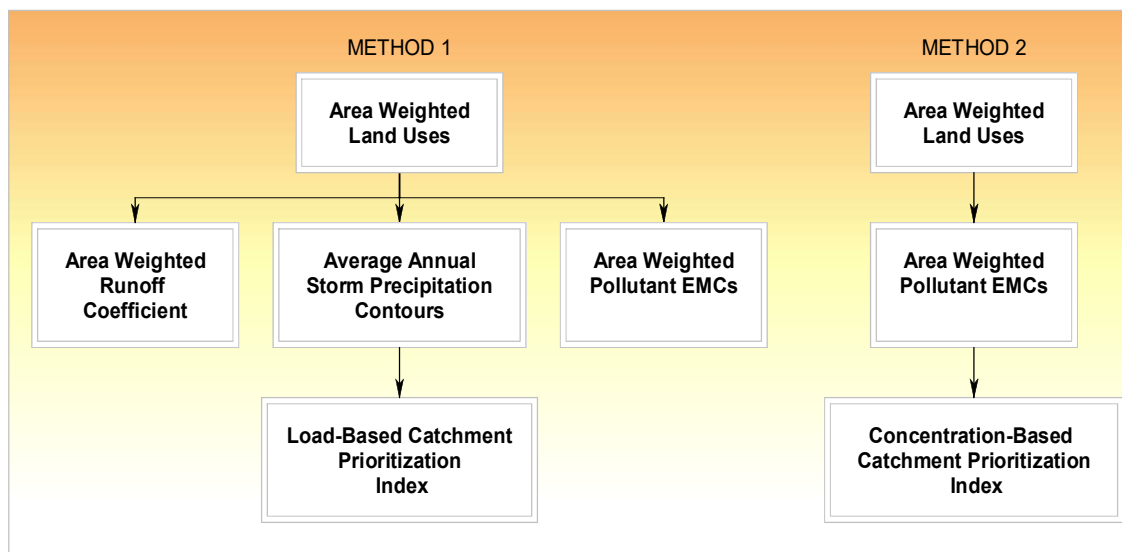 METHOD 1
METHOD 2
Area Weighted
Land Uses
Area Weighted
Land Uses
Area Weighted
Runoff
Coefficient
Average Annual
Storm Precipitation
Contours
Area Weighted
Pollutant EMCs
Area Weighted
Pollutant EMCs
Load-Based Catchment
Prioritization
Index
Concentration-Based
Catchment Prioritization
Index